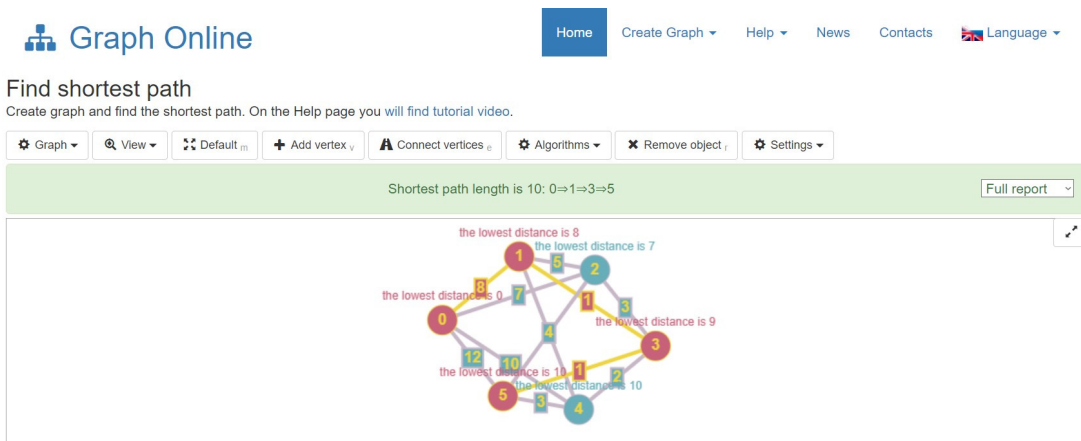 Graph Online
Home Create Graph Help News Contacts Language
Find shortest path
Create graph and find the shortest path. On the Help page you will find tutorial video.
Graph View Default m Add vertex v Connect vertices e Algorithms Remove object r Settings
Shortest path length is 10: 0⇒1⇒3⇒5 Full report
the lowest distance is 8
the lowest distance is 7
1 5 2
the lowest distance is 0 8 7 1 3
0 4
the lowest distance is 9
3
12 10 1 2
the lowest distance is 10
the lowest distance is 10
5 3 4